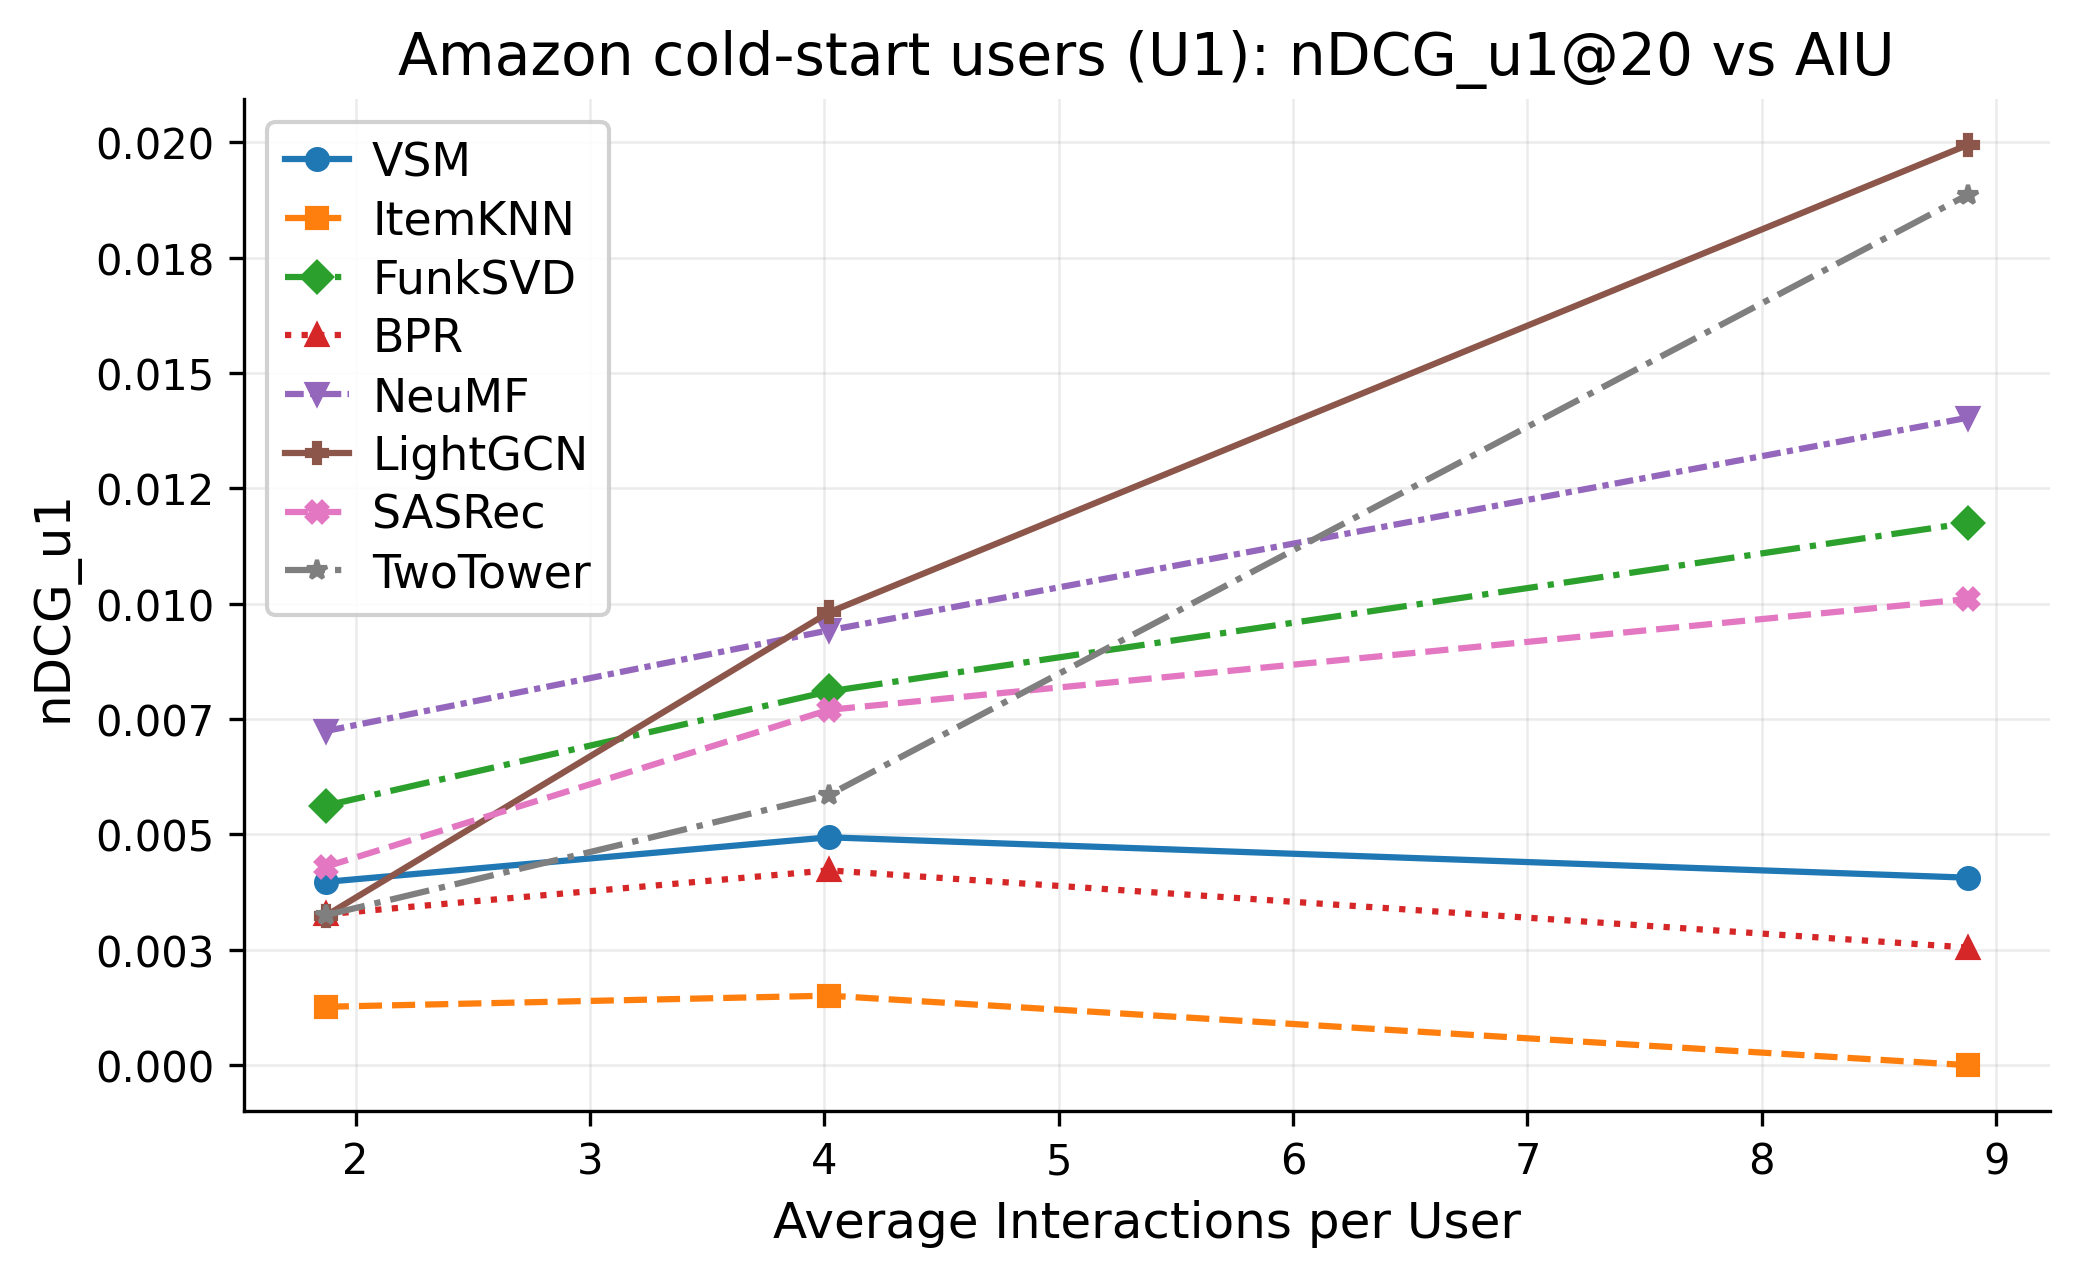 Amazon cold-start users (U1): nDCG_u1@20 vs AIU
VSM
ItemKNN
FunkSVD
BPR
NeuMF
LightGCN
SASRec
TwoTower
nDCG_u1
0.020
0.018
0.015
0.012
0.010
0.007
0.005
0.003
0.000
2 3 4 5 6 7 8 9
Average Interactions per User